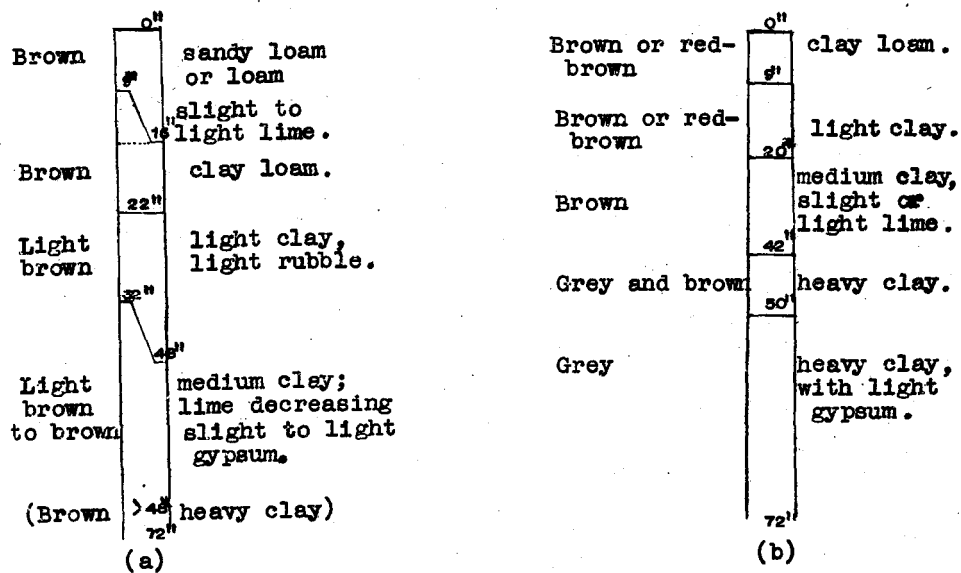 0"
Brown sandy loam
or loam
9"
slight to
16" light lime.
Brown clay loam.
22"
Light light clay,
brown light rubble.
32"
48"
Light medium clay;
brown lime decreasing
to brown slight to light
gypsum.
(Brown >48" heavy clay)
72"
(a)
0"
Brown or red- clay loam.
brown
9"
Brown or red-
brown light clay.
20"
medium clay,
Brown slight or
light lime.
42"
Grey and brown heavy clay.
50"
Grey heavy clay,
with light
gypsum.
72"
(b)